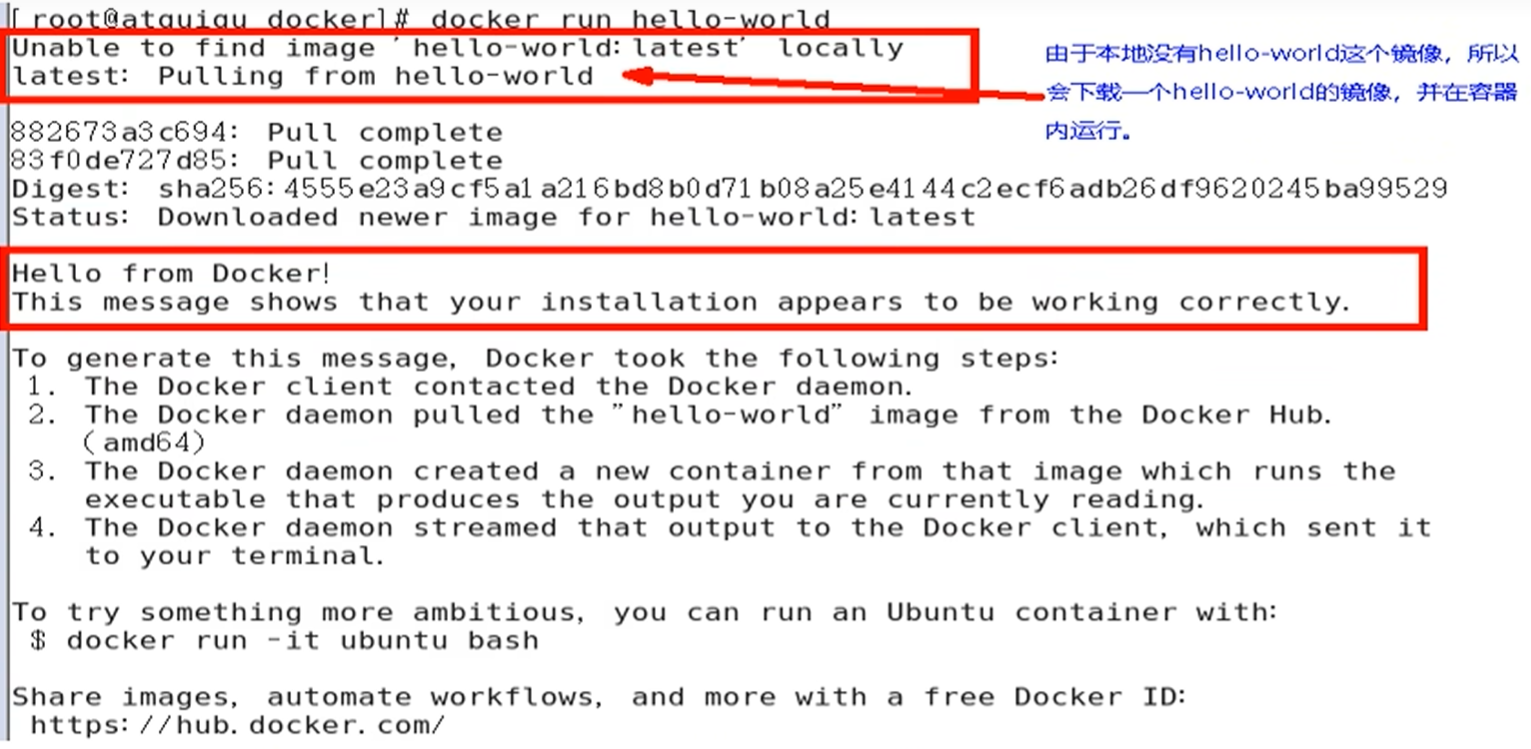 [root@atguigu docker]# docker run hello-world
Unable to find image 'hello-world:latest' locally
latest: Pulling from hello-world
由于本地没有hello-world这个镜像，所以
会下载一个hello-world的镜像，并在容器
内运行。
882673a3c694: Pull complete
83f0de727d85: Pull complete
Digest: sha256:4555e23a9cf5a1a216bd8b0d71b08a25e4144c2ecf6adb26df9620245ba99529
Status: Downloaded newer image for hello-world:latest
Hello from Docker!
This message shows that your installation appears to be working correctly.
To generate this message, Docker took the following steps:
1. The Docker client contacted the Docker daemon.
2. The Docker daemon pulled the "hello-world" image from the Docker Hub.
(amd64)
3. The Docker daemon created a new container from that image which runs the
executable that produces the output you are currently reading.
4. The Docker daemon streamed that output to the Docker client, which sent it
to your terminal.
To try something more ambitious, you can run an Ubuntu container with:
$ docker run -it ubuntu bash
Share images, automate workflows, and more with a free Docker ID:
https://hub.docker.com/